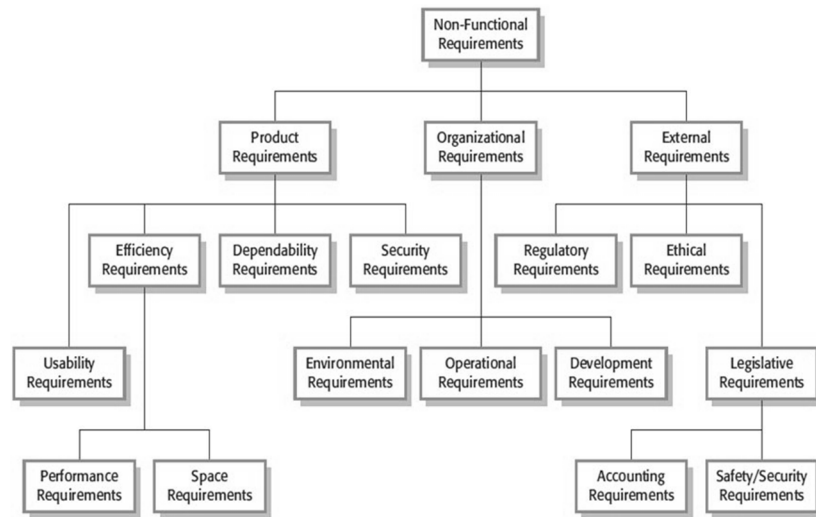 Non-Functional
Requirements
Product
Requirements
Organizational
Requirements
External
Requirements
Efficiency
Requirements
Dependability
Requirements
Security
Requirements
Regulatory
Requirements
Ethical
Requirements
Usability
Requirements
Environmental
Requirements
Operational
Requirements
Development
Requirements
Legislative
Requirements
Performance
Requirements
Space
Requirements
Accounting
Requirements
Safety/Security
Requirements